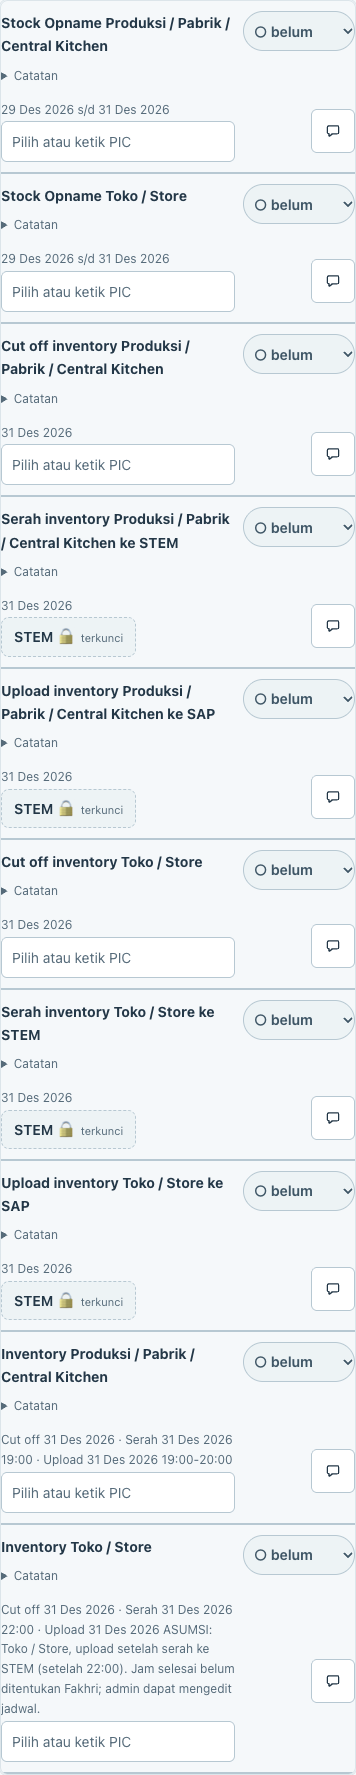 Stock Opname Produksi / Pabrik /
Central Kitchen
belum
Catatan
29 Des 2026 s/d 31 Des 2026
Pilih atau ketik PIC
Stock Opname Toko / Store
belum
Catatan
29 Des 2026 s/d 31 Des 2026
Pilih atau ketik PIC
Cut off inventory Produksi /
Pabrik / Central Kitchen
belum
Catatan
31 Des 2026
Pilih atau ketik PIC
Serah inventory Produksi / Pabrik
/ Central Kitchen ke STEM
belum
Catatan
31 Des 2026
STEM 🔒 terkunci
Upload inventory Produksi /
Pabrik / Central Kitchen ke SAP
belum
Catatan
31 Des 2026
STEM 🔒 terkunci
Cut off inventory Toko / Store
belum
Catatan
31 Des 2026
Pilih atau ketik PIC
Serah inventory Toko / Store ke
STEM
belum
Catatan
31 Des 2026
STEM 🔒 terkunci
Upload inventory Toko / Store ke
SAP
belum
Catatan
31 Des 2026
STEM 🔒 terkunci
Inventory Produksi / Pabrik /
Central Kitchen
belum
Catatan
Cut off 31 Des 2026 · Serah 31 Des 2026
19:00 · Upload 31 Des 2026 19:00-20:00
Pilih atau ketik PIC
Inventory Toko / Store
belum
Catatan
Cut off 31 Des 2026 · Serah 31 Des 2026
22:00 · Upload 31 Des 2026 ASUMSI:
Toko / Store, upload setelah serah ke
STEM (setelah 22:00). Jam selesai belum
ditentukan Fakhri; admin dapat mengedit
jadwal.
Pilih atau ketik PIC